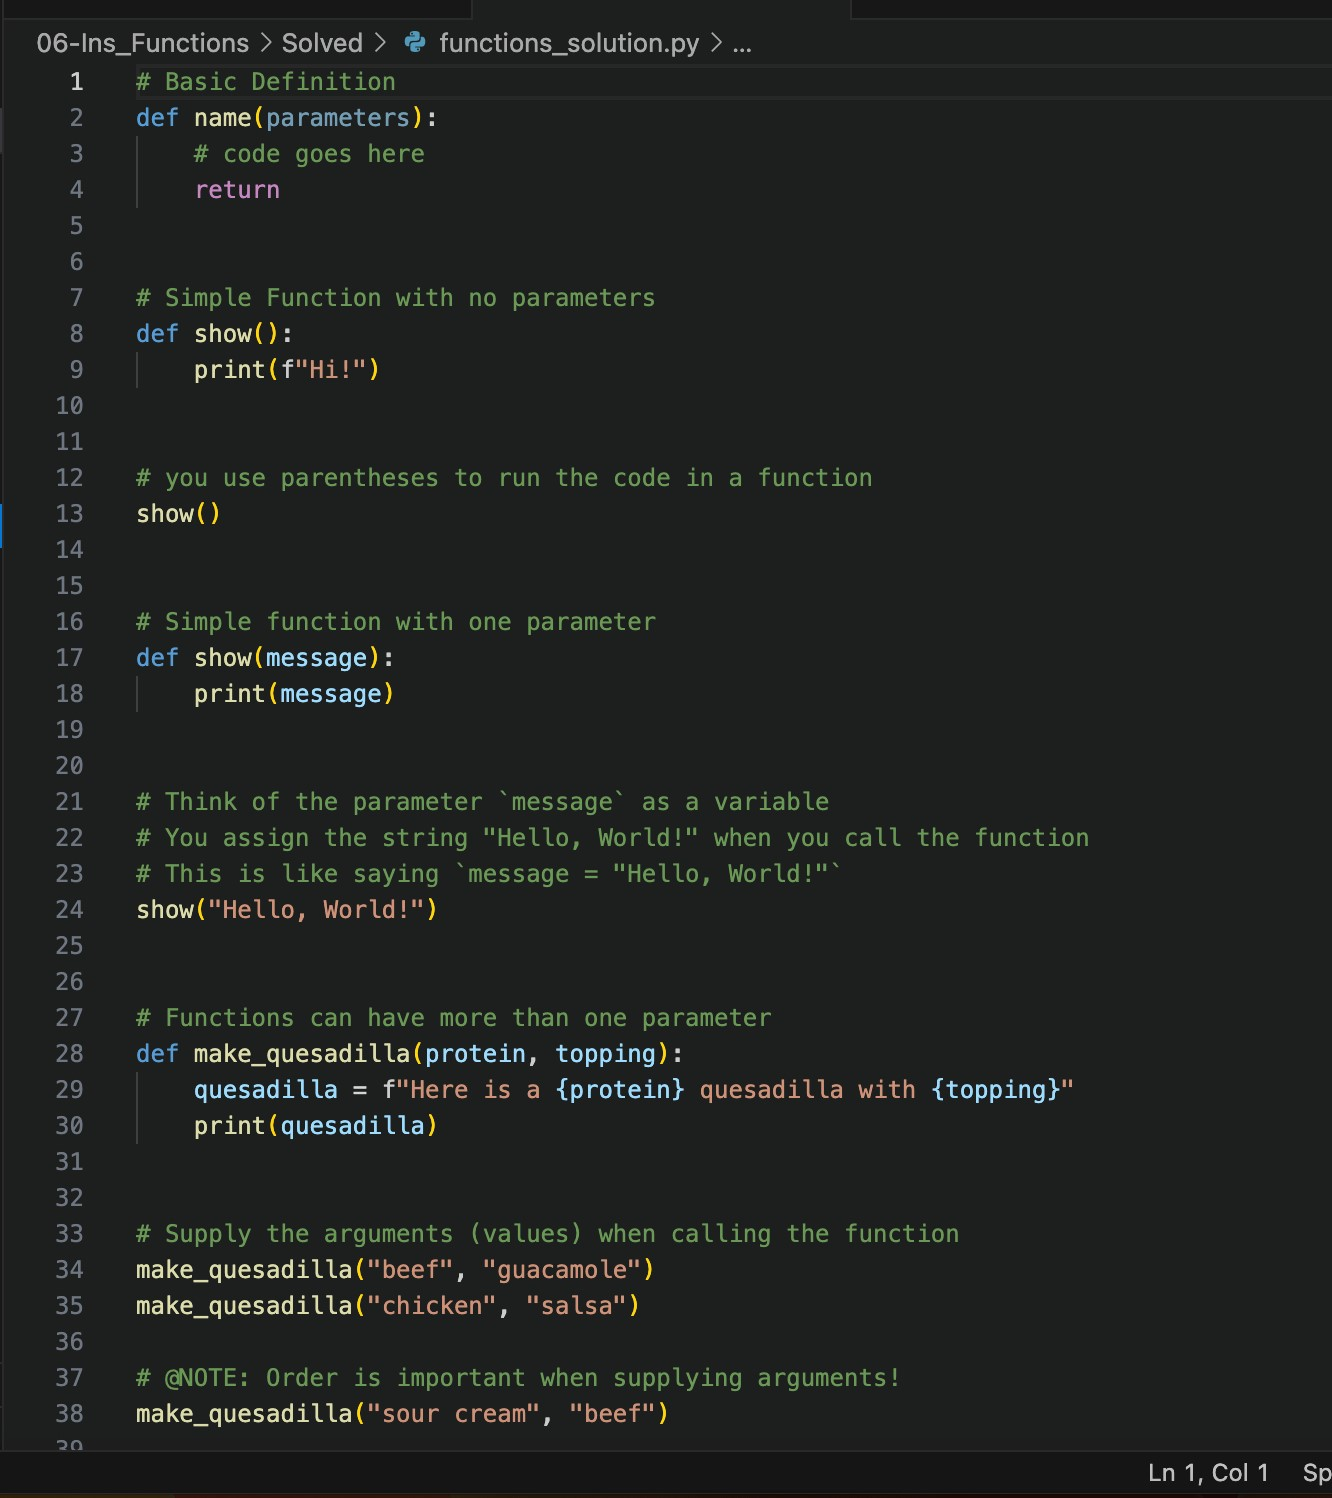 06-Ins_Functions > Solved > functions_solution.py > ...
1 # Basic Definition
2 def name(parameters):
3     # code goes here
4     return
5
6
7 # Simple Function with no parameters
8 def show():
9     print(f"Hi!")
10
11
12 # you use parentheses to run the code in a function
13 show()
14
15
16 # Simple function with one parameter
17 def show(message):
18     print(message)
19
20
21 # Think of the parameter `message` as a variable
22 # You assign the string "Hello, World!" when you call the function
23 # This is like saying `message = "Hello, World!"`
24 show("Hello, World!")
25
26
27 # Functions can have more than one parameter
28 def make_quesadilla(protein, topping):
29     quesadilla = f"Here is a {protein} quesadilla with {topping}"
30     print(quesadilla)
31
32
33 # Supply the arguments (values) when calling the function
34 make_quesadilla("beef", "guacamole")
35 make_quesadilla("chicken", "salsa")
36
37 # @NOTE: Order is important when supplying arguments!
38 make_quesadilla("sour cream", "beef")
39
Ln 1, Col 1 Sp